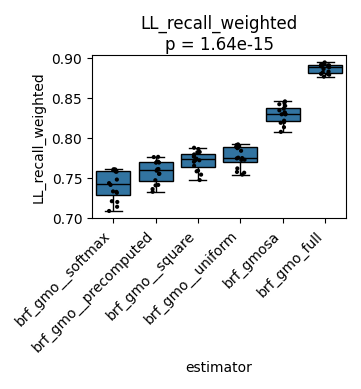 LL_recall_weighted
p = 1.64e-15
LL_recall_weighted
0.90
0.85
0.80
0.75
0.70
brf_gmo__softmax
brf_gmo__precomputed
brf_gmo__square
brf_gmo__uniform
brf_gmosa
brf_gmo_full
estimator